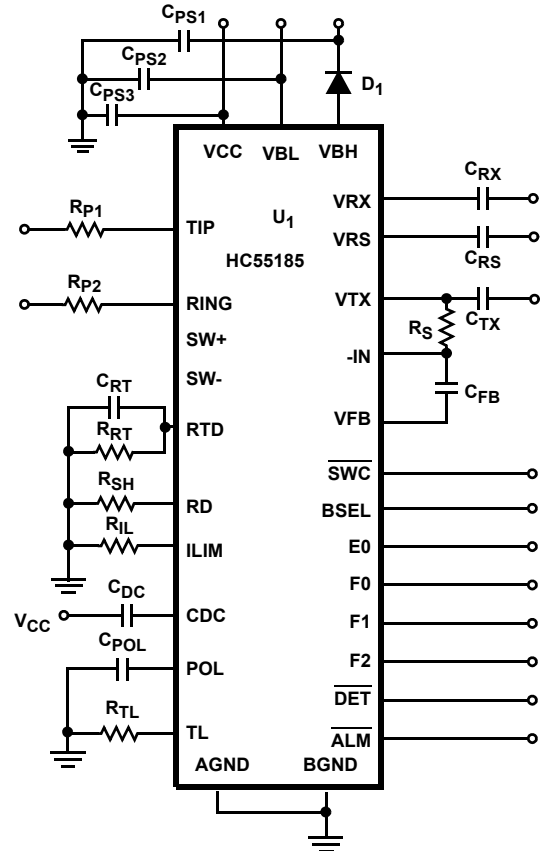 CPS1
CPS2
CPS3
D1
VCC VBL VBH
U1
HC55185
RP1
TIP
RP2
RING
SW+
SW-
CRT
RRT
RTD
RSH
RD
RIL
ILIM
VCC
CDC
CDC
CPOL
POL
RTL
TL
AGND BGND
VRX
CRX
VRS
CRS
VTX
CTX
RS
-IN
CFB
VFB
SWC
BSEL
E0
F0
F1
F2
DET
ALM